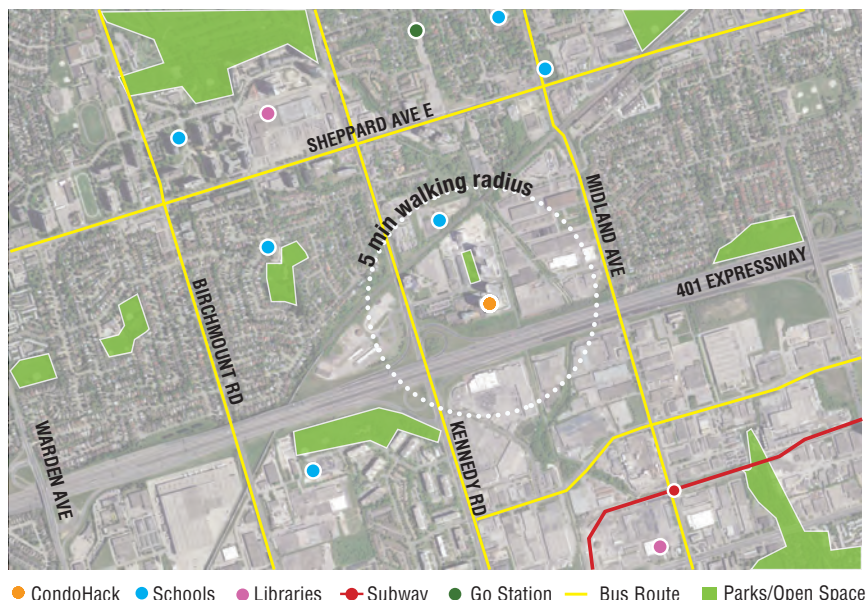 SHEPPARD AVE E
5 min walking radius
MIDLAND AVE
401 EXPRESSWAY
BIRCHMOUNT RD
KENNEDY RD
WARDEN AVE
CondoHack Schools Libraries Subway Go Station Bus Route Parks/Open Space